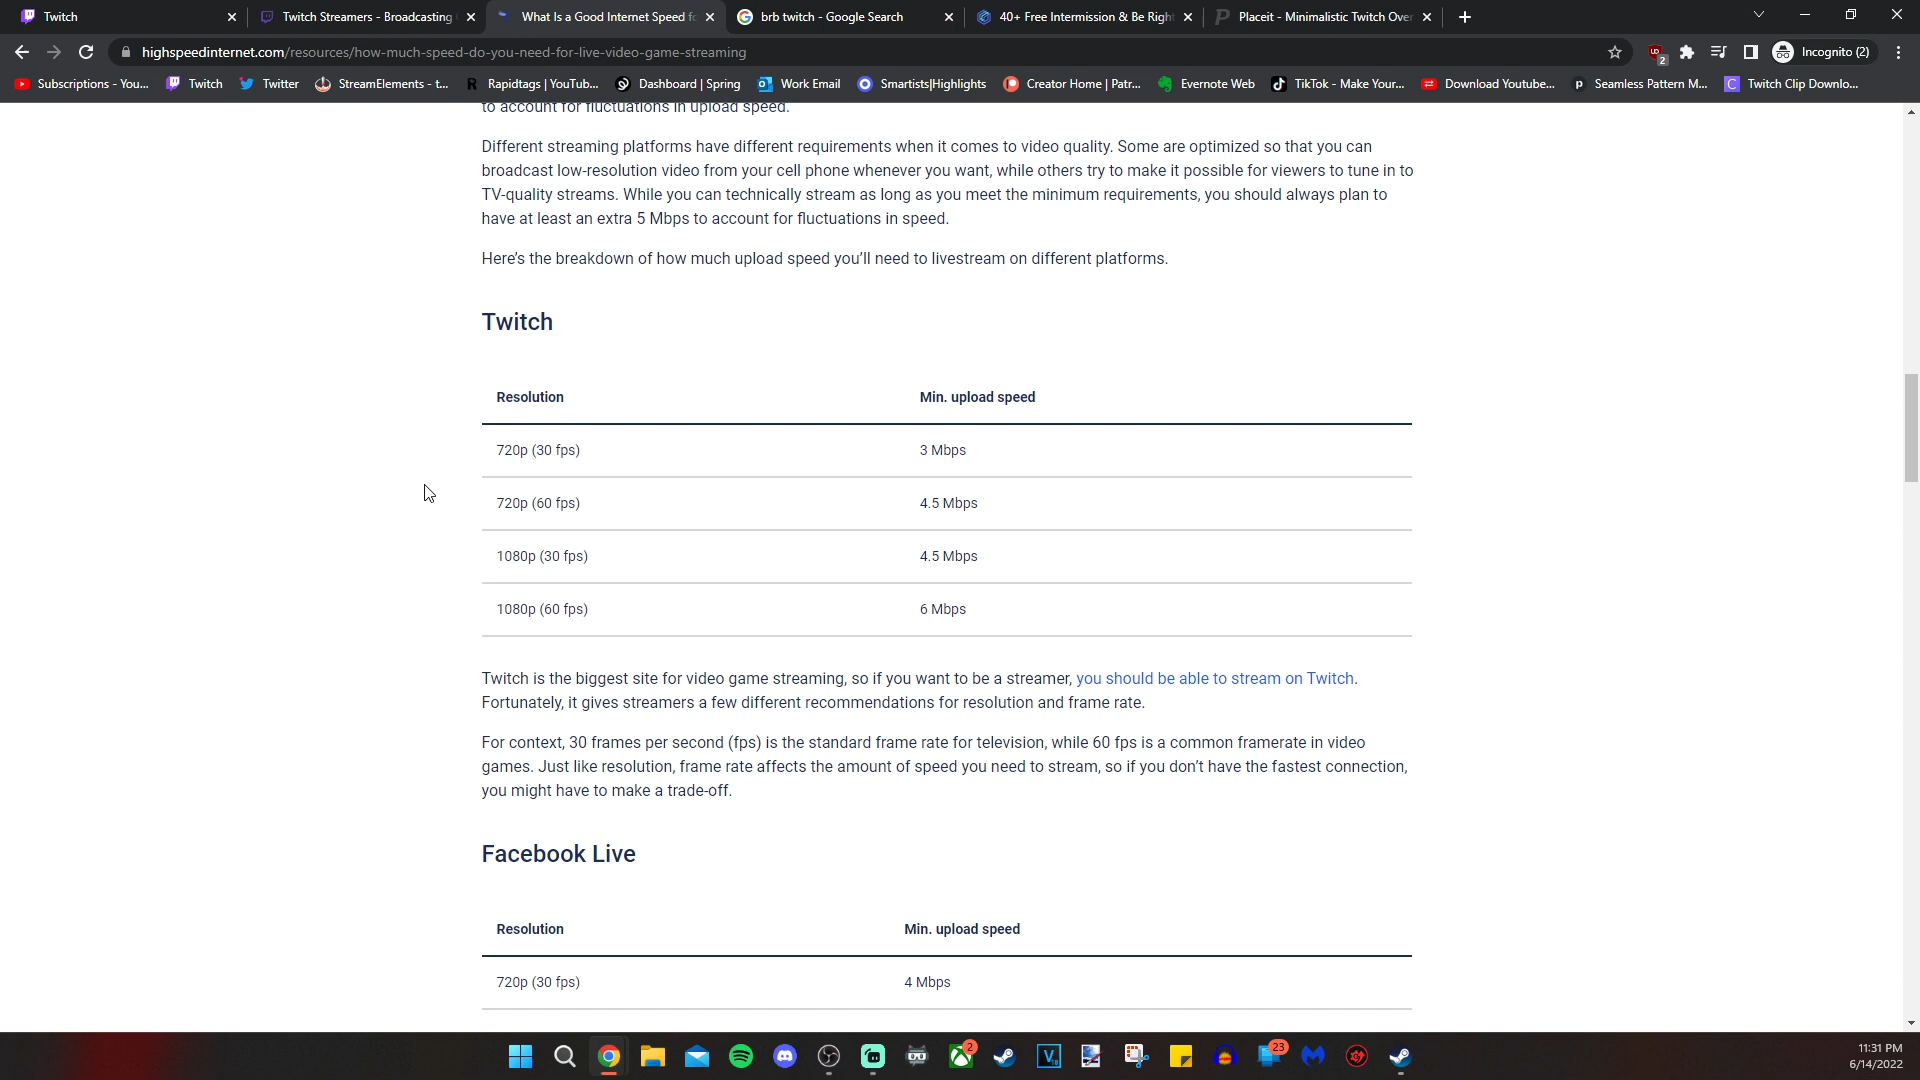 Twitch
Twitch Streamers - Broadcasting
What Is a Good Internet Speed fo
brb twitch - Google Search
40+ Free Intermission & Be Right
Placeit - Minimalistic Twitch Over
highspeedinternet.com/resources/how-much-speed-do-you-need-for-live-video-game-streaming
2
Incognito (2)
Subscriptions - You...
Twitch
Twitter
StreamElements - t...
R
Rapidtags | YouTub...
Dashboard | Spring
Work Email
Smartists|Highlights
Creator Home | Patr...
Evernote Web
TikTok - Make Your...
Download Youtube...
Seamless Pattern M...
Twitch Clip Downlo...
to account for fluctuations in upload speed.
Different streaming platforms have different requirements when it comes to video quality. Some are optimized so that you can
broadcast low-resolution video from your cell phone whenever you want, while others try to make it possible for viewers to tune in to
TV-quality streams. While you can technically stream as long as you meet the minimum requirements, you should always plan to
have at least an extra 5 Mbps to account for fluctuations in speed.
Here’s the breakdown of how much upload speed you’ll need to livestream on different platforms.
Twitch
Resolution Min. upload speed
720p (30 fps) 3 Mbps
720p (60 fps) 4.5 Mbps
1080p (30 fps) 4.5 Mbps
1080p (60 fps) 6 Mbps
Twitch is the biggest site for video game streaming, so if you want to be a streamer, you should be able to stream on Twitch.
Fortunately, it gives streamers a few different recommendations for resolution and frame rate.
For context, 30 frames per second (fps) is the standard frame rate for television, while 60 fps is a common framerate in video
games. Just like resolution, frame rate affects the amount of speed you need to stream, so if you don’t have the fastest connection,
you might have to make a trade-off.
Facebook Live
Resolution Min. upload speed
720p (30 fps) 4 Mbps
2
23
11:31 PM
6/14/2022